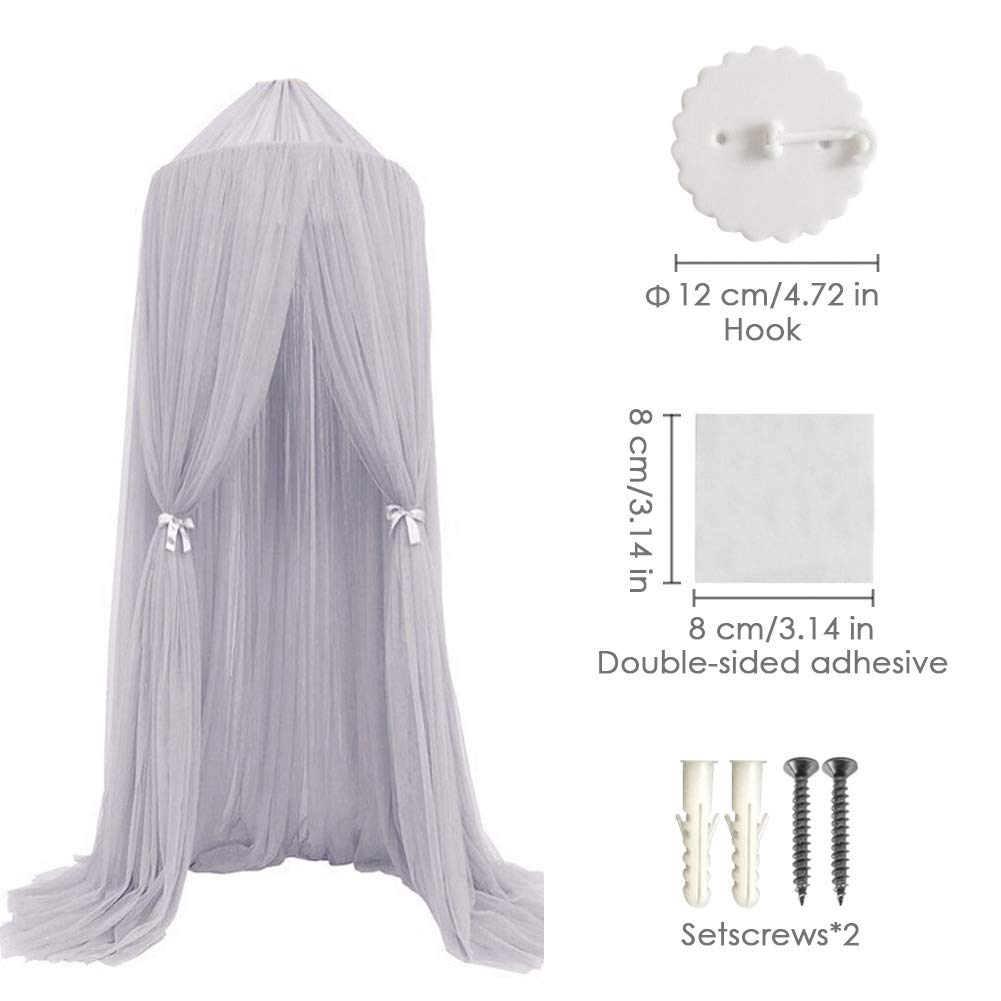 Φ 12 cm/4.72 in
Hook
8 cm/3.14 in
8 cm/3.14 in
Double-sided adhesive
Setscrews*2